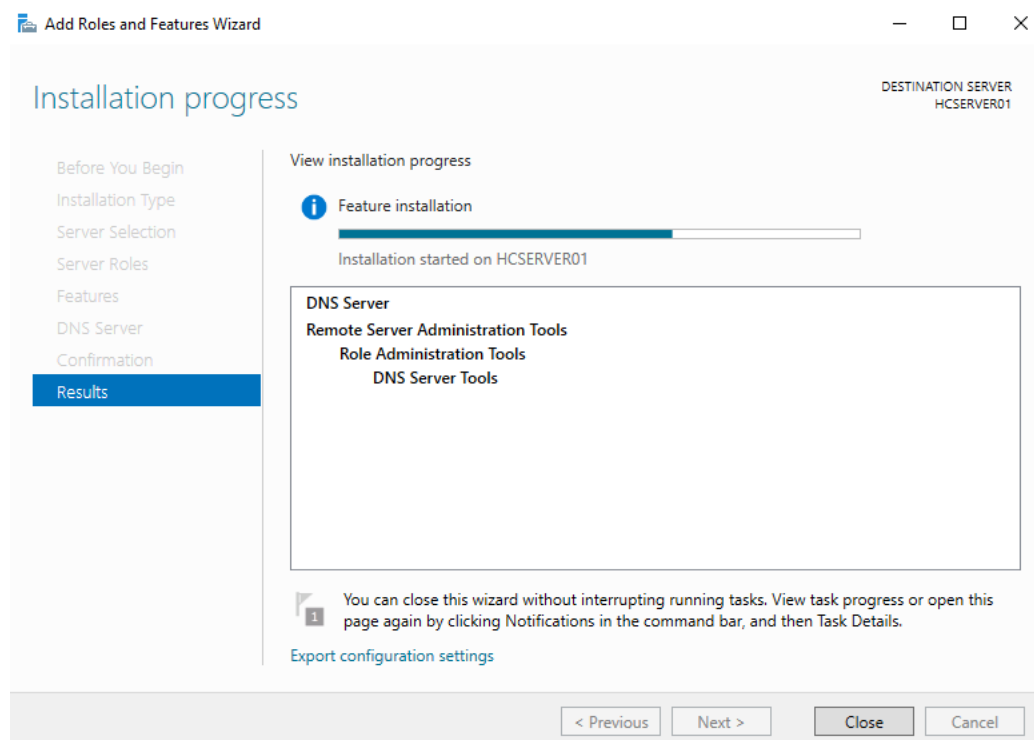 Add Roles and Features Wizard
Installation progress
DESTINATION SERVER
HCSERVER01
Before You Begin
Installation Type
Server Selection
Server Roles
Features
DNS Server
Confirmation
Results
View installation progress
Feature installation
Installation started on HCSERVER01
DNS Server
Remote Server Administration Tools
Role Administration Tools
DNS Server Tools
1
You can close this wizard without interrupting running tasks. View task progress or open this
page again by clicking Notifications in the command bar, and then Task Details.
Export configuration settings
< Previous
Next >
Close
Cancel